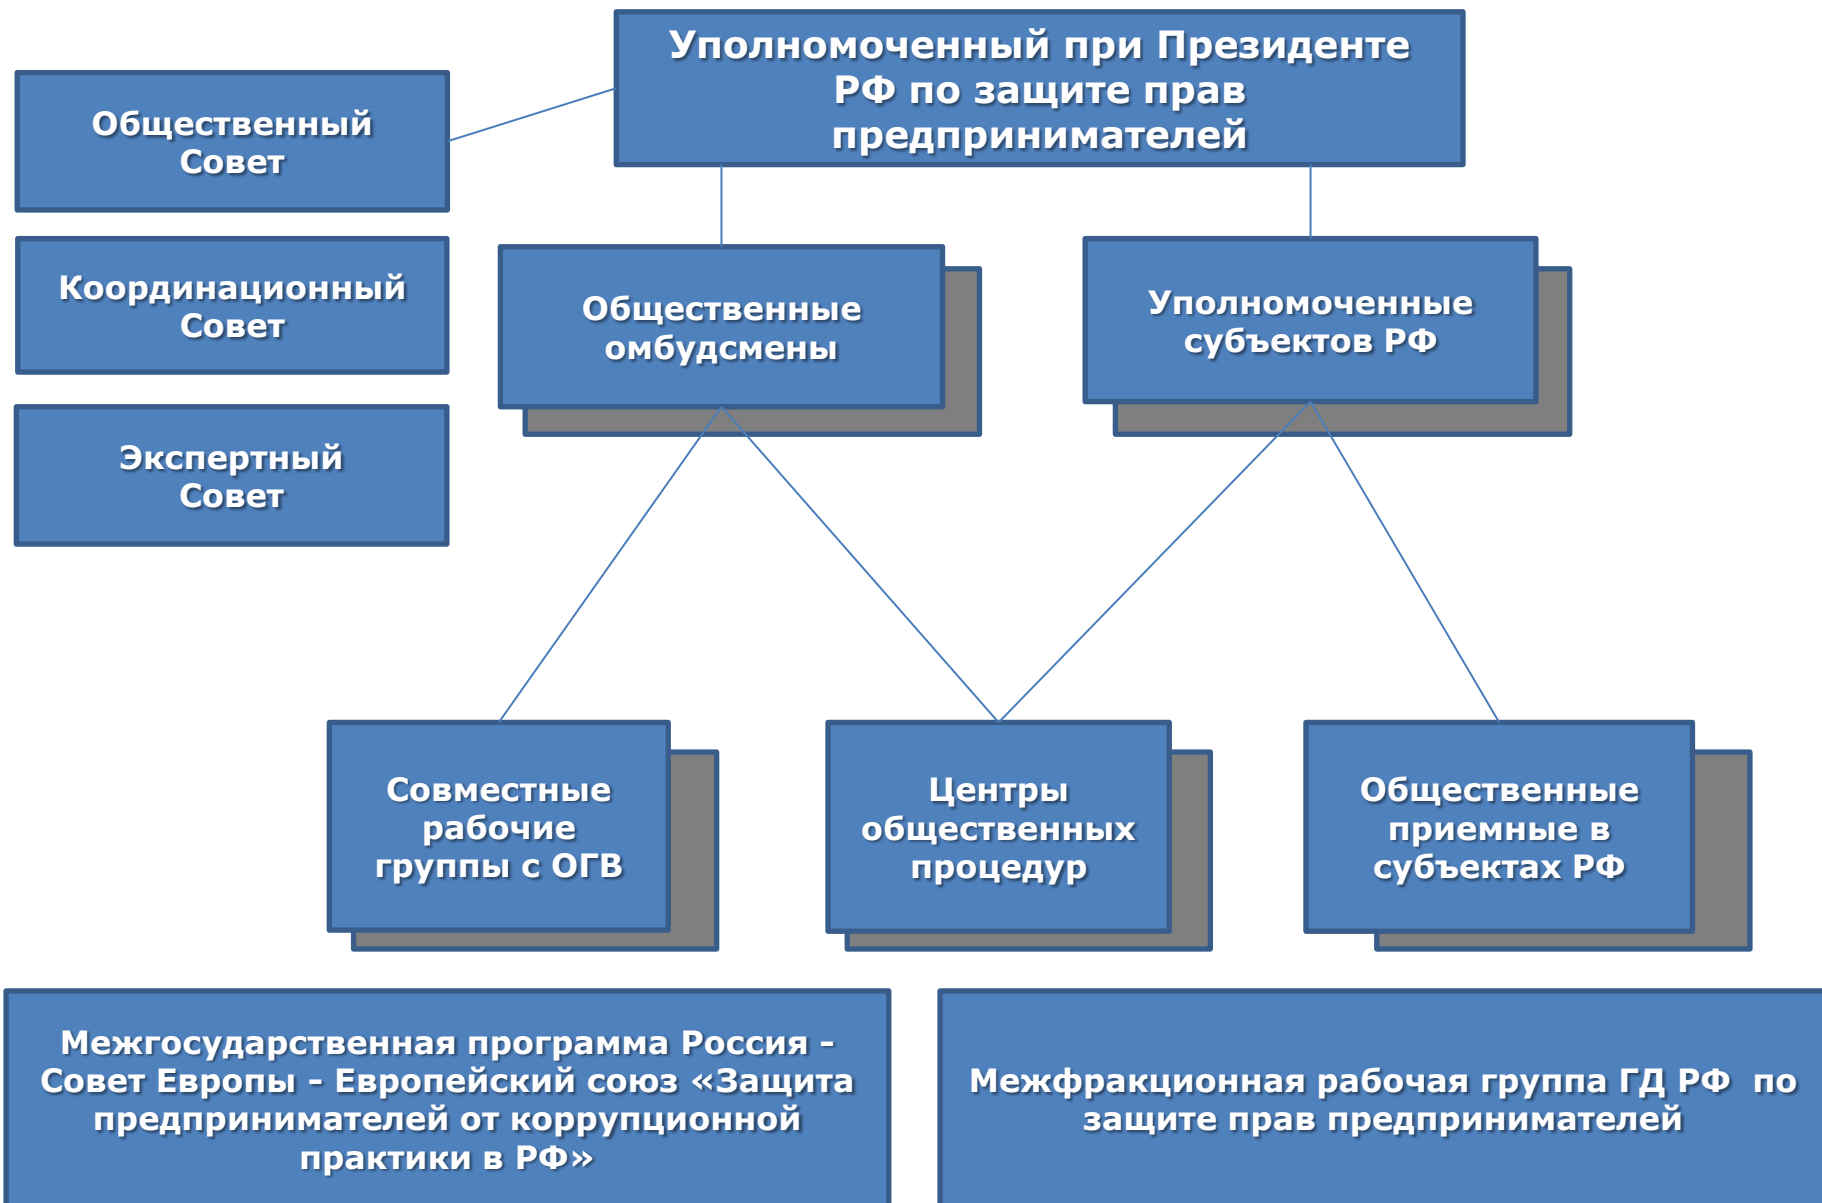 Уполномоченный при Президенте
РФ по защите прав
предпринимателей
Общественный
Совет
Координационный
Совет
Экспертный
Совет
Общественные
омбудсмены
Уполномоченные
субъектов РФ
Совместные
рабочие
группы с ОГВ
Центры
общественных
процедур
Общественные
приемные в
субъектах РФ
Межгосударственная программа Россия –
Совет Европы – Европейский союз «Защита
предпринимателей от коррупционной
практики в РФ»
Межфракционная рабочая группа ГД РФ по
защите прав предпринимателей